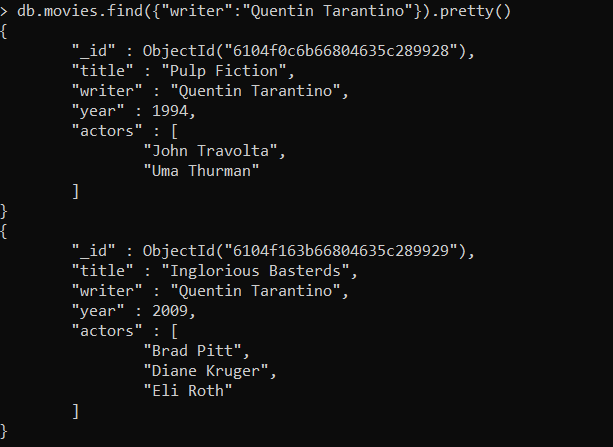 > db.movies.find({"writer":"Quentin Tarantino"}).pretty()
{
        "_id" : ObjectId("6104f0c6b66804635c289928"),
        "title" : "Pulp Fiction",
        "writer" : "Quentin Tarantino",
        "year" : 1994,
        "actors" : [
                "John Travolta",
                "Uma Thurman"
        ]
}
{
        "_id" : ObjectId("6104f163b66804635c289929"),
        "title" : "Inglorious Basterds",
        "writer" : "Quentin Tarantino",
        "year" : 2009,
        "actors" : [
                "Brad Pitt",
                "Diane Kruger",
                "Eli Roth"
        ]
}